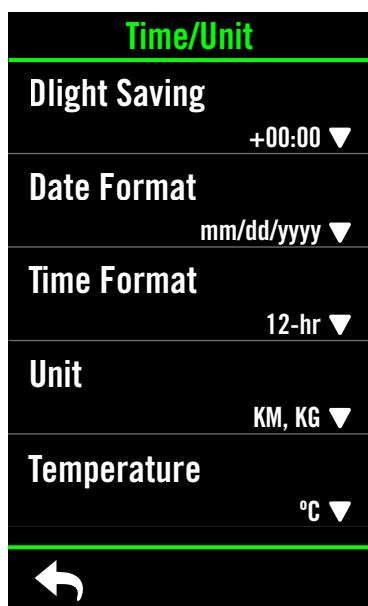 Time/Unit
Dlight Saving
+00:00
Date Format
mm/dd/yyyy
Time Format
12-hr
Unit
KM, KG
Temperature
ºC